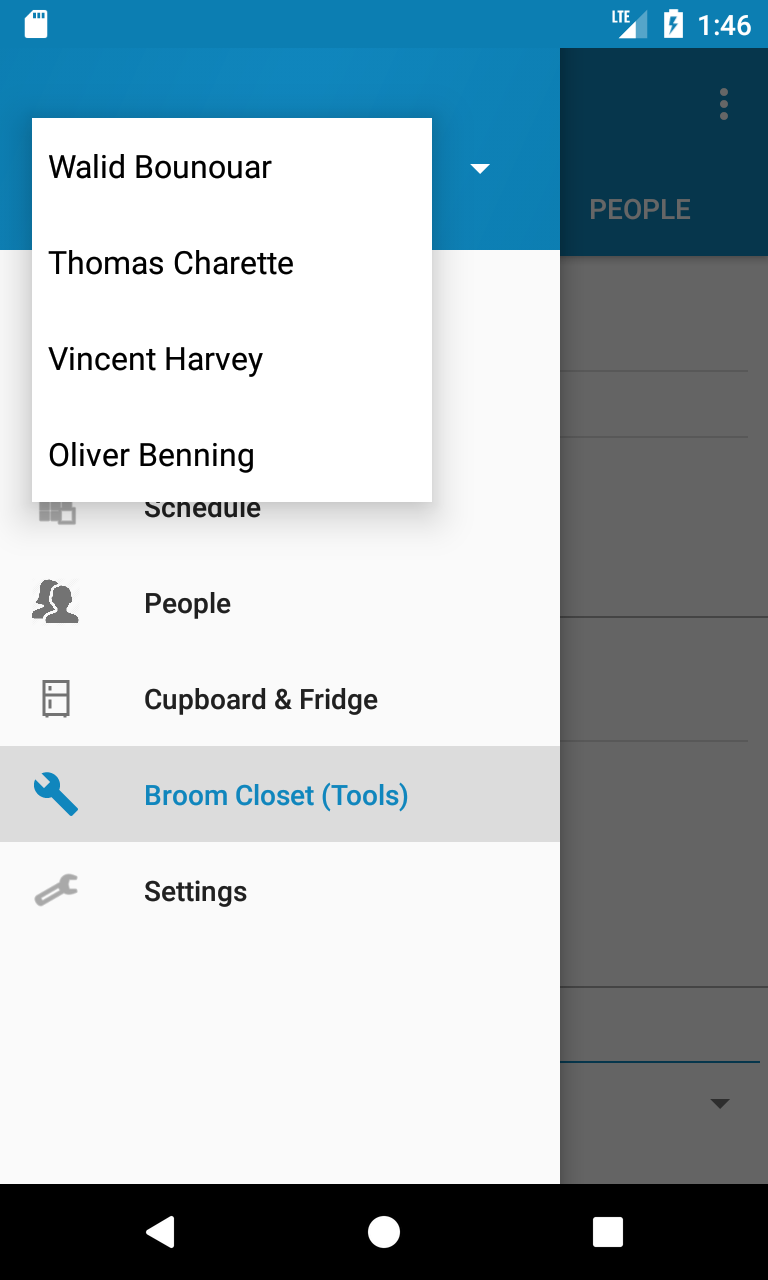 LTE 1:46
PEOPLE
Walid Bounouar
Thomas Charette
Vincent Harvey
Oliver Benning
Schedule
People
Cupboard & Fridge
Broom Closet (Tools)
Settings